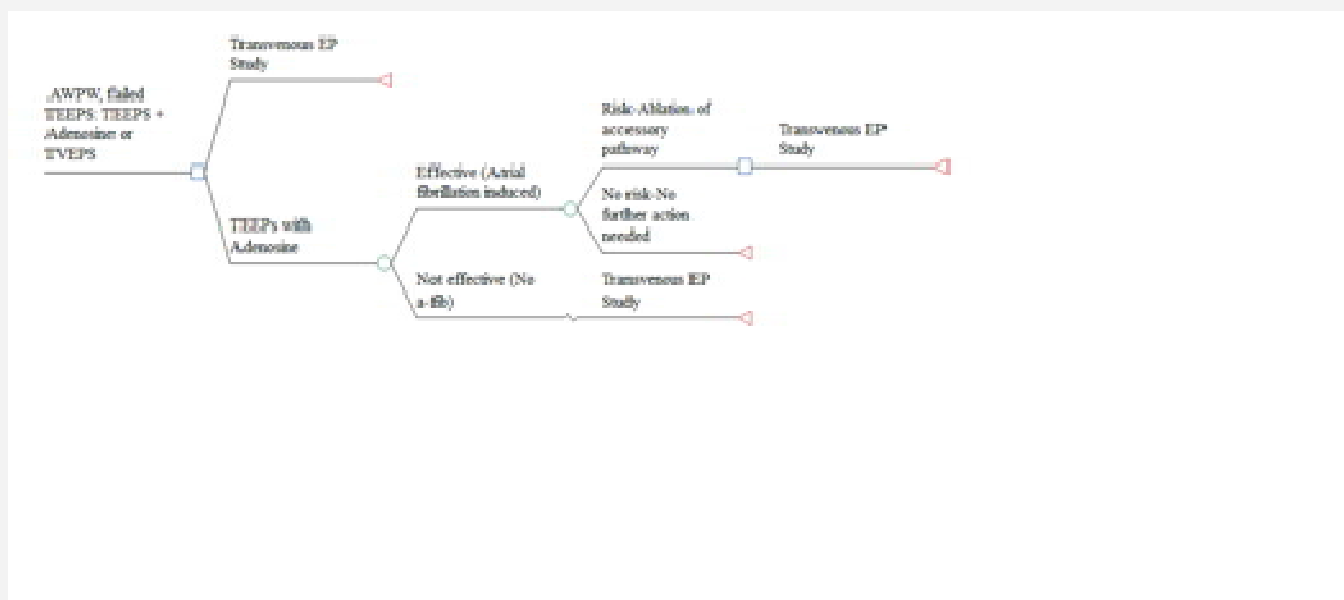 Transvenous EP
Study
.AWPW, failed
TEEPS: TEEPS +
Adenosine or
TVEPS
TEEPs with
Adenosine
Effective (Atrial
fibrillation induced)
Not effective (No
a-fib)
Risk-Ablation of
accessory
pathway
No risk-No
further action
needed
Transvenous EP
Study
Transvenous EP
Study